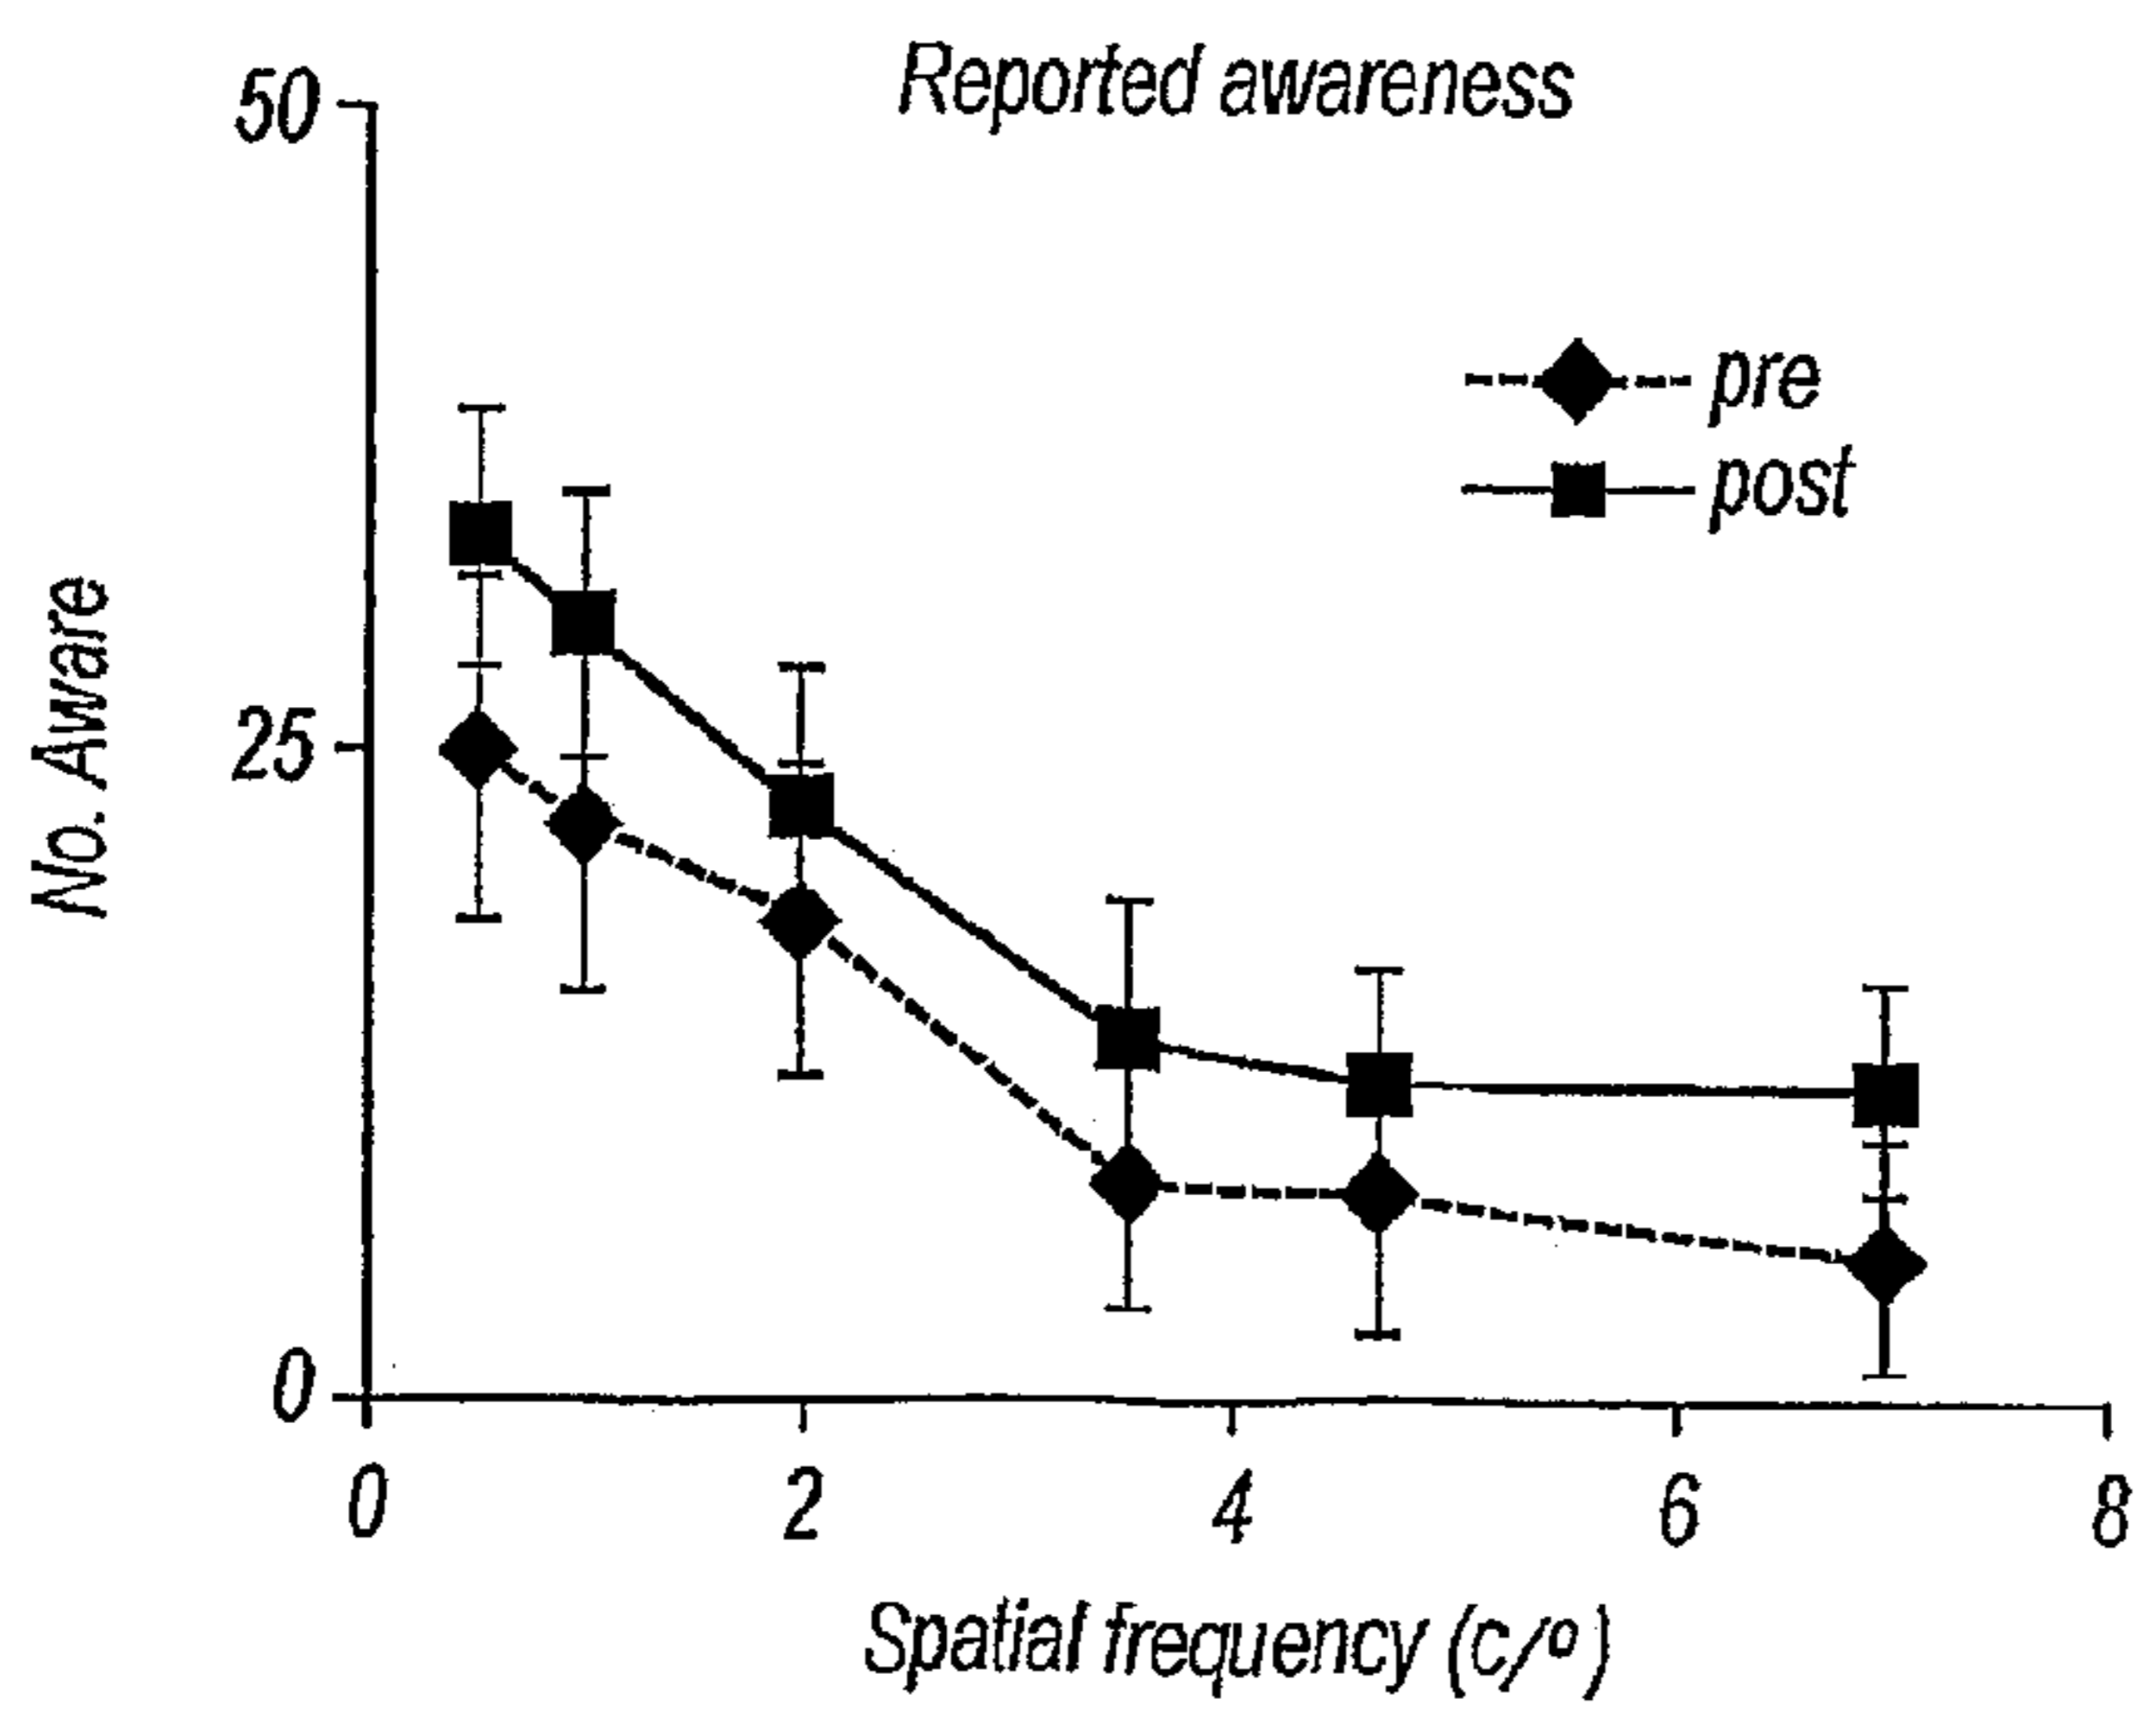 Reported awareness
50
pre
post
25
No. Aware
0
0 2 4 6 8
Spatial frequency (c/º)